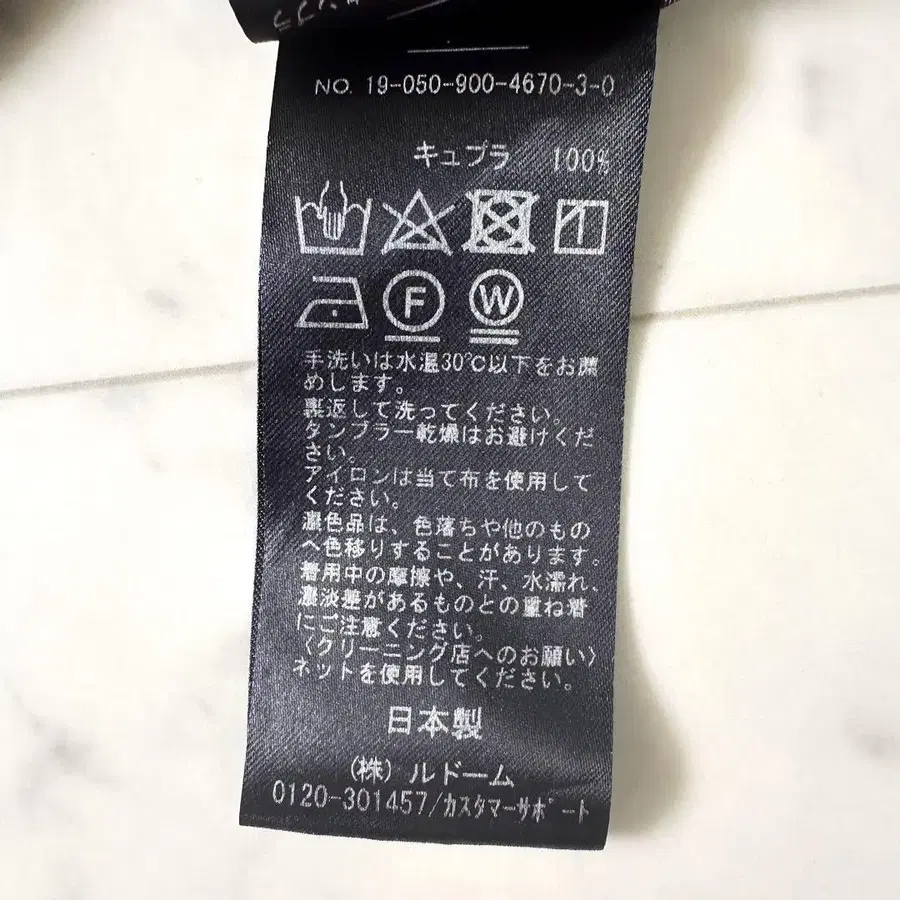 NO. 19-050-900-4670-3-0
キュプラ 100%
F W
手洗いは水温30℃以下をお薦
めします。
裏返して洗ってください。
タンブラー乾燥はお避けくだ
さい。
アイロンは当て布を使用して
ください。
濃色品は、色落ちや他のもの
へ色移りすることがあります。
着用中の摩擦や、汗、水濡れ、
濃淡差があるものとの重ね着
にご注意ください。
〈クリーニング店へのお願い〉
ネットを使用してください。
日本製
(株) ルドーム
0120-301457/カスタマーサポート